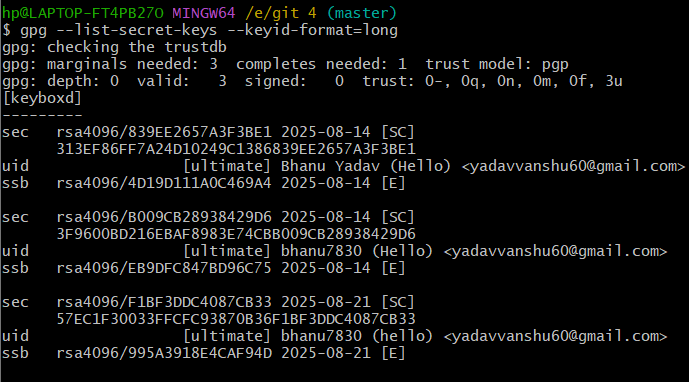 hp@LAPTOP-FT4PB27O MINGW64 /e/git 4 (master)
$ gpg --list-secret-keys --keyid-format=long
gpg: checking the trustdb
gpg: marginals needed: 3  completes needed: 1  trust model: pgp
gpg: depth: 0  valid:   3  signed:   0  trust: 0-, 0q, 0n, 0m, 0f, 3u
[keyboxd]
---------
sec   rsa4096/839EE2657A3F3BE1 2025-08-14 [SC]
      313EF86FF7A24D10249C1386839EE2657A3F3BE1
uid                 [ultimate] Bhanu Yadav (Hello) <yadavvanshu60@gmail.com>
ssb   rsa4096/4D19D111A0C469A4 2025-08-14 [E]

sec   rsa4096/B009CB28938429D6 2025-08-14 [SC]
      3F9600BD216EBAF8983E74CBB009CB28938429D6
uid                 [ultimate] bhanu7830 (Hello) <yadavvanshu60@gmail.com>
ssb   rsa4096/EB9DFC847BD96C75 2025-08-14 [E]

sec   rsa4096/F1BF3DDC4087CB33 2025-08-21 [SC]
      57EC1F30033FFCFC93870B36F1BF3DDC4087CB33
uid                 [ultimate] bhanu7830 (hello) <yadavvanshu60@gmail.com>
ssb   rsa4096/995A3918E4CAF94D 2025-08-21 [E]